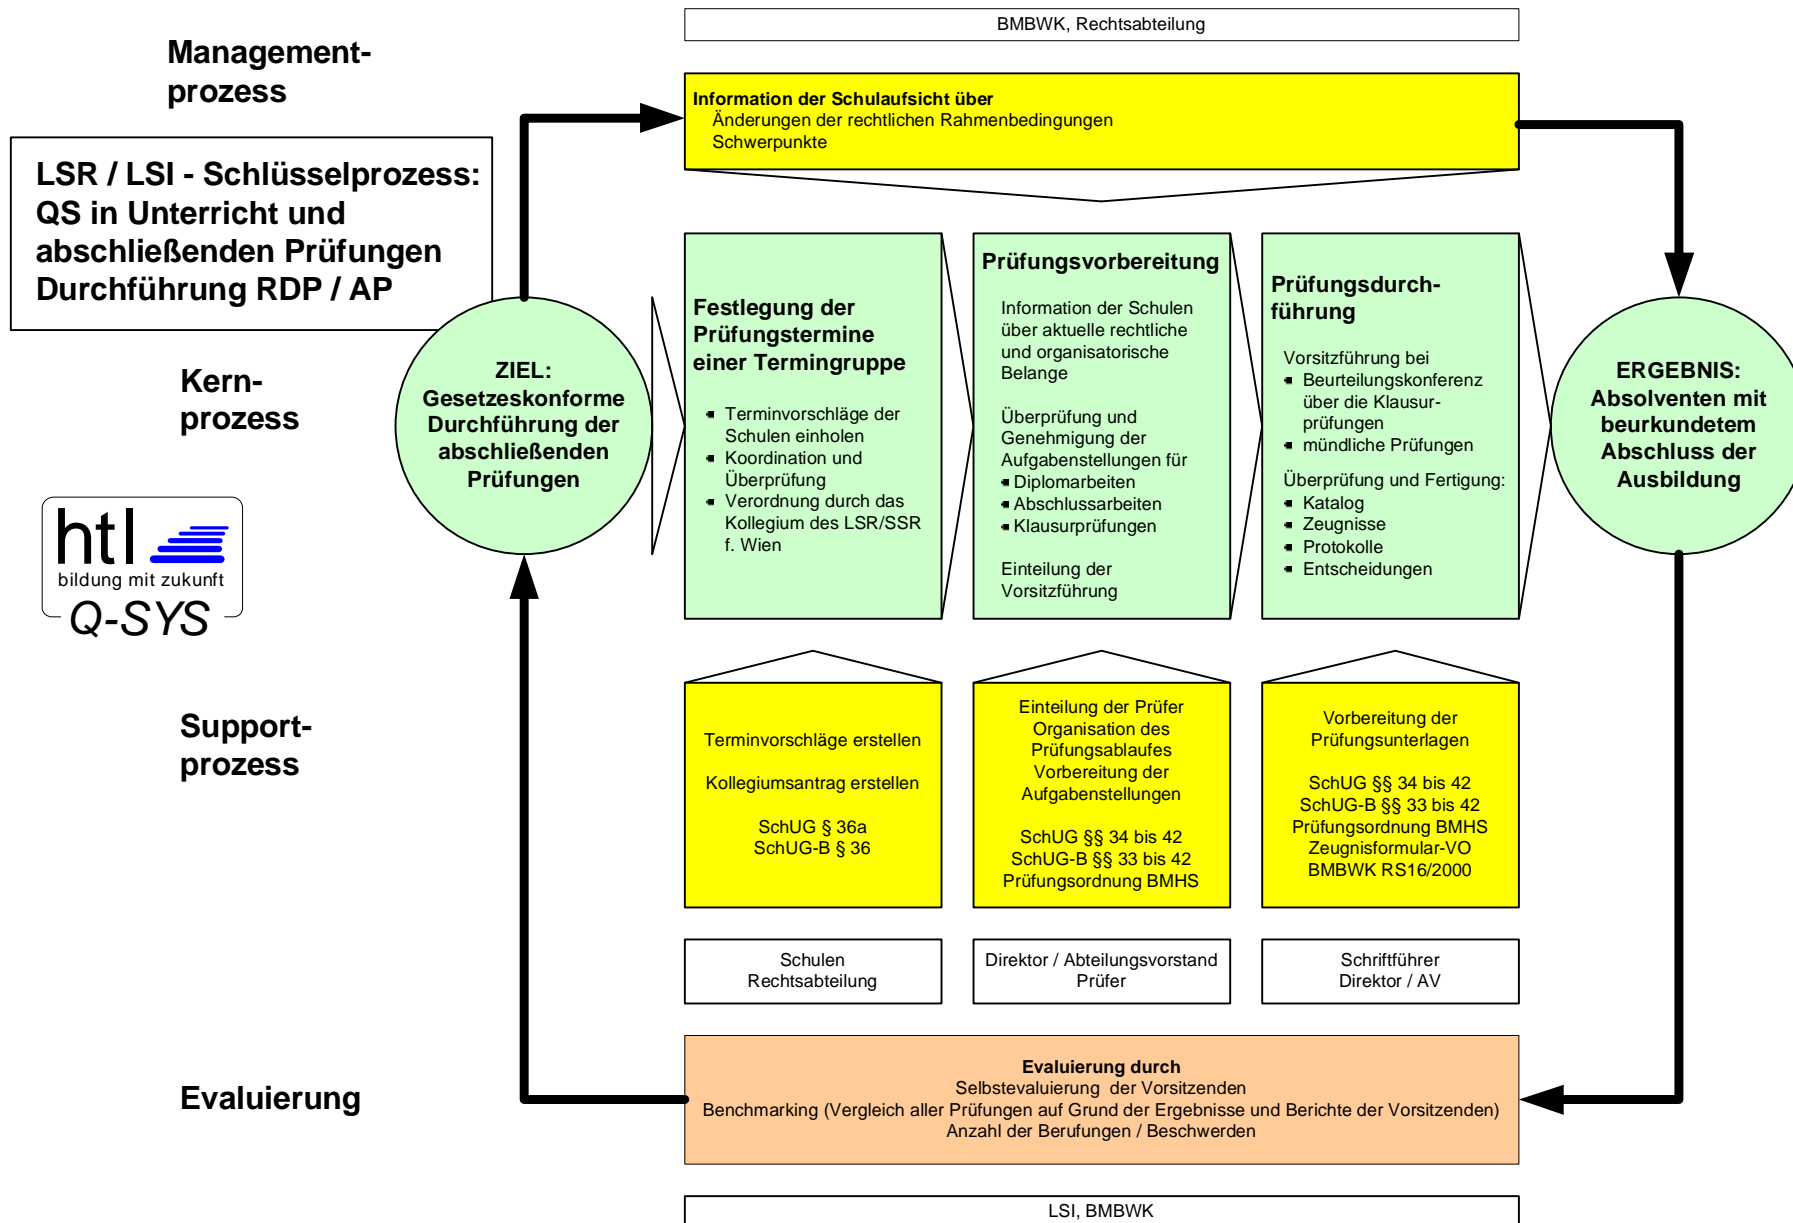 BMBWK, Rechtsabteilung
Management-
prozess
Information der Schulaufsicht über
Änderungen der rechtlichen Rahmenbedingungen
Schwerpunkte
LSR / LSI - Schlüsselprozess:
QS in Unterricht und
abschließenden Prüfungen
Durchführung RDP / AP
Kern-
prozess
ZIEL:
Gesetzeskonforme
Durchführung der
abschließenden
Prüfungen
Festlegung der
Prüfungstermine
einer Termingruppe
Terminvorschläge der
Schulen einholen
Koordination und
Überprüfung
Verordnung durch das
Kollegium des LSR/SSR
f. Wien
Prüfungsvorbereitung
Information der Schulen
über aktuelle rechtliche
und organisatorische
Belange
Überprüfung und
Genehmigung der
Aufgabenstellungen für
Diplomarbeiten
Abschlussarbeiten
Klausurprüfungen
Einteilung der
Vorsitzführung
Prüfungsdurch-
führung
Vorsitzführung bei
Beurteilungskonferenz
über die Klausur-
prüfungen
mündliche Prüfungen
Überprüfung und Fertigung:
Katalog
Zeugnisse
Protokolle
Entscheidungen
ERGEBNIS:
Absolventen mit
beurkundetem
Abschluss der
Ausbildung
htl
bildung mit zukunft
Q-SYS
Support-
prozess
Terminvorschläge erstellen
Kollegiumsantrag erstellen
SchUG § 36a
SchUG-B § 36
Einteilung der Prüfer
Organisation des
Prüfungsablaufes
Vorbereitung der
Aufgabenstellungen
SchUG §§ 34 bis 42
SchUG-B §§ 33 bis 42
Prüfungsordnung BMHS
Vorbereitung der
Prüfungsunterlagen
SchUG §§ 34 bis 42
SchUG-B §§ 33 bis 42
Prüfungsordnung BMHS
Zeugnisformular-VO
BMBWK RS16/2000
Schulen
Rechtsabteilung
Direktor / Abteilungsvorstand
Prüfer
Schriftführer
Direktor / AV
Evaluierung
Evaluierung durch
Selbstevaluierung der Vorsitzenden
Benchmarking (Vergleich aller Prüfungen auf Grund der Ergebnisse und Berichte der Vorsitzenden)
Anzahl der Berufungen / Beschwerden
LSI, BMBWK